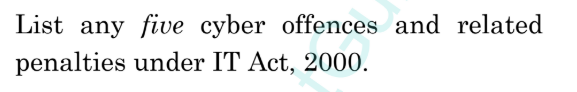 List any five cyber offences and related
penalties under IT Act, 2000.